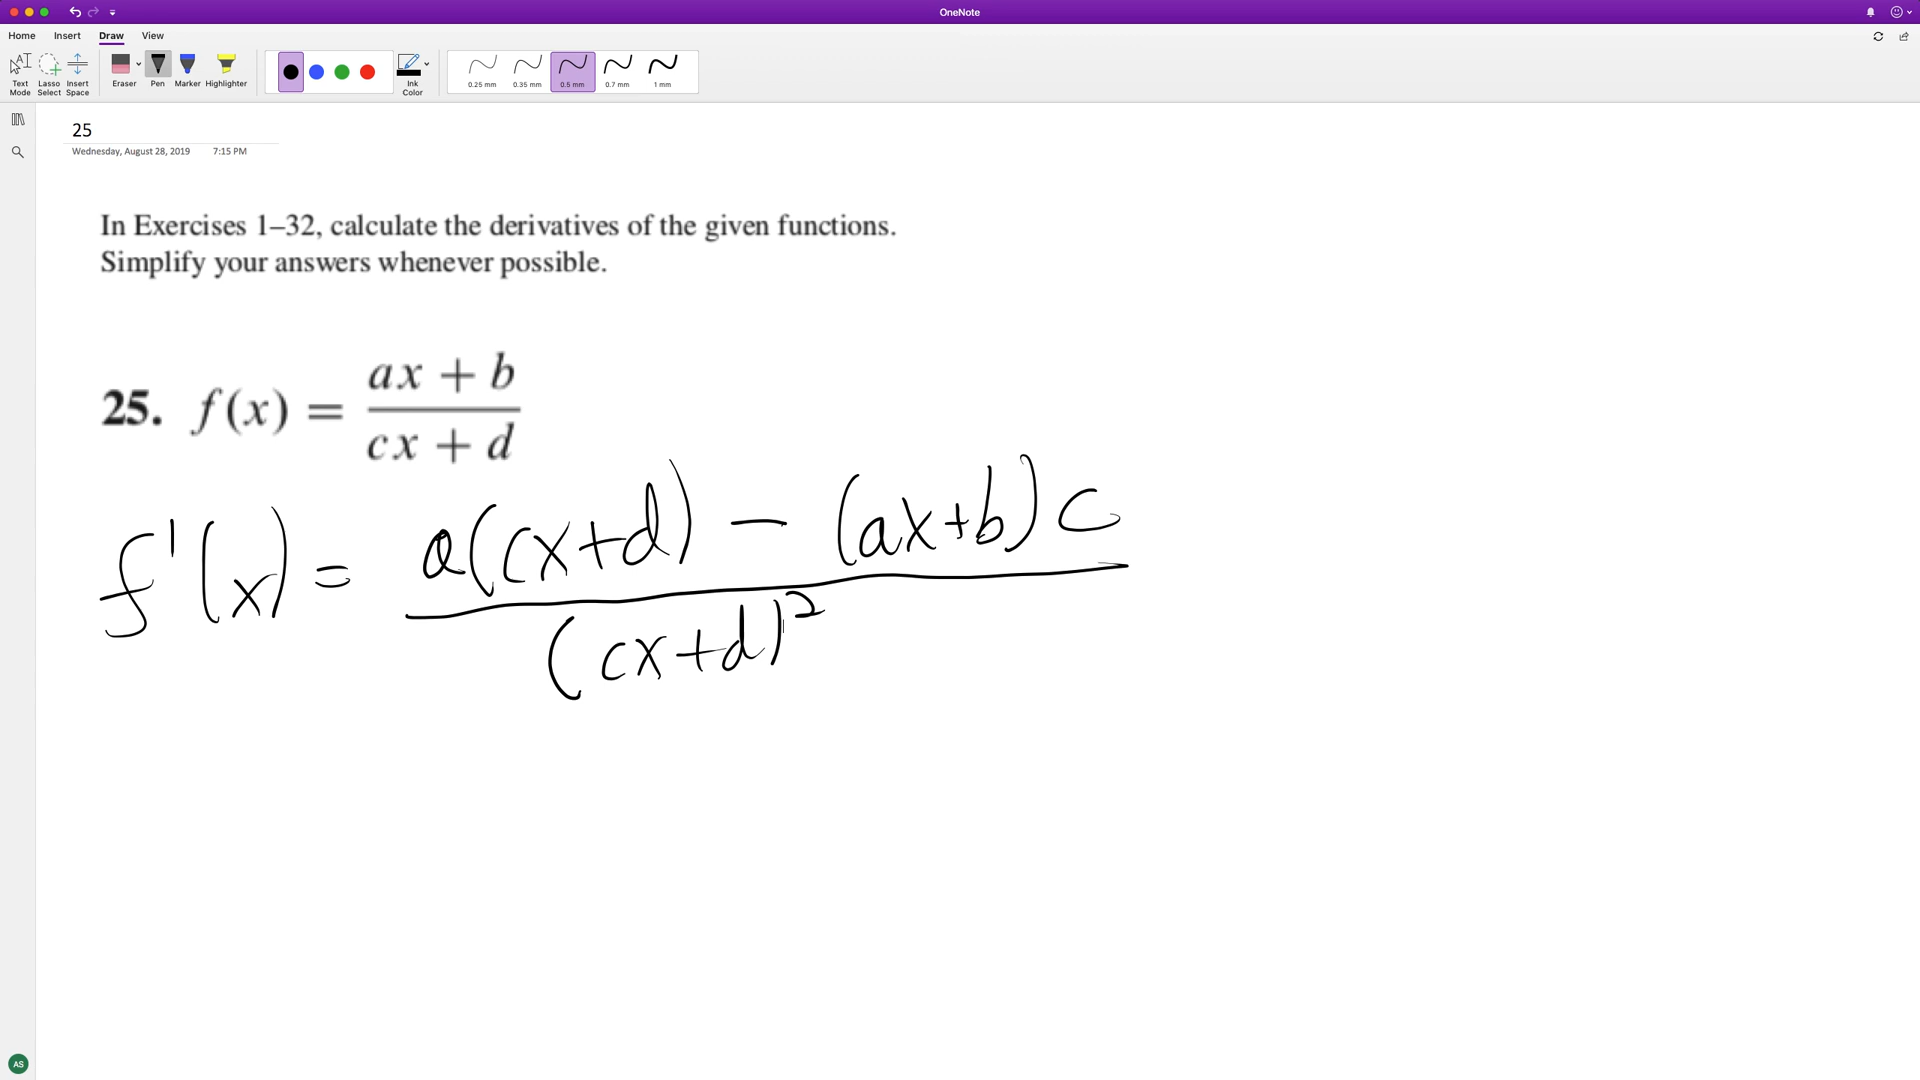 OneNote
Home Insert Draw View
Text Mode Lasso Select Insert Space Eraser Pen Marker Highlighter Ink Color 0.25 mm 0.35 mm 0.5 mm 0.7 mm 1 mm
25
Wednesday, August 28, 2019 7:15 PM
In Exercises 1–32, calculate the derivatives of the given functions.
Simplify your answers whenever possible.
25. f(x) = \frac{ax + b}{cx + d}
f'(x) = \frac{a(cx+d) - (ax+b)c}{(cx+d)^2}
AS